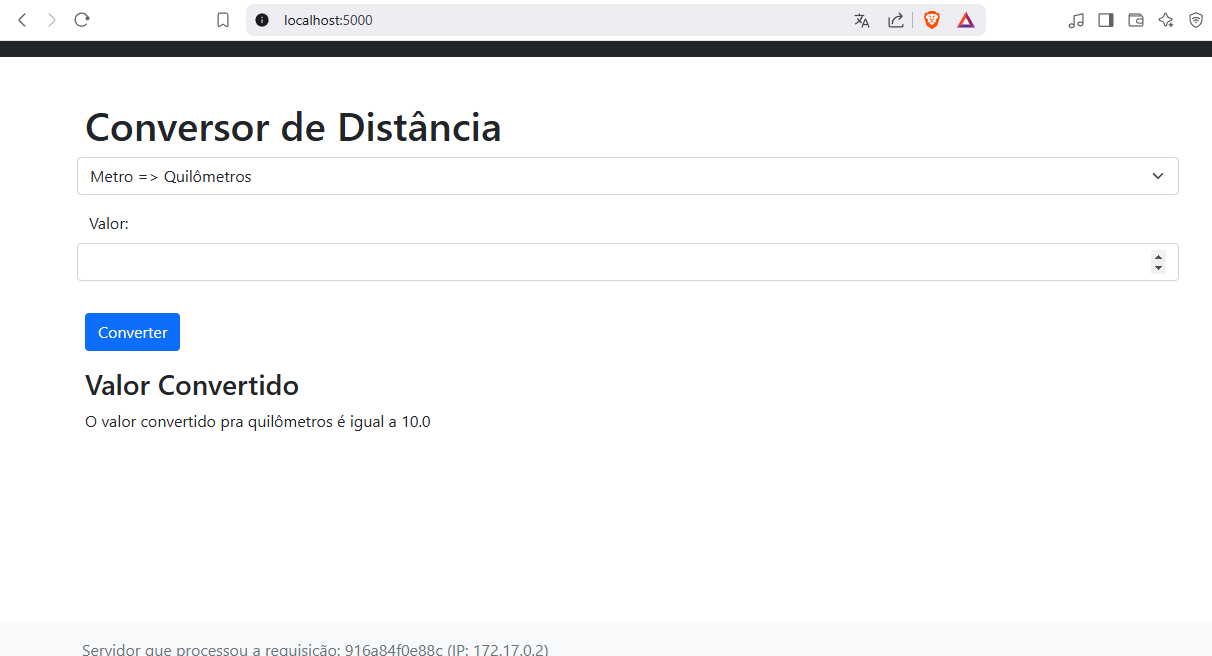 localhost:5000
Conversor de Distância
Metro => Quilômetros
Valor:
Converter
Valor Convertido
O valor convertido pra quilômetros é igual a 10.0
Servidor que processou a requisição: 916a84f0e88c (IP: 172.17.0.2)